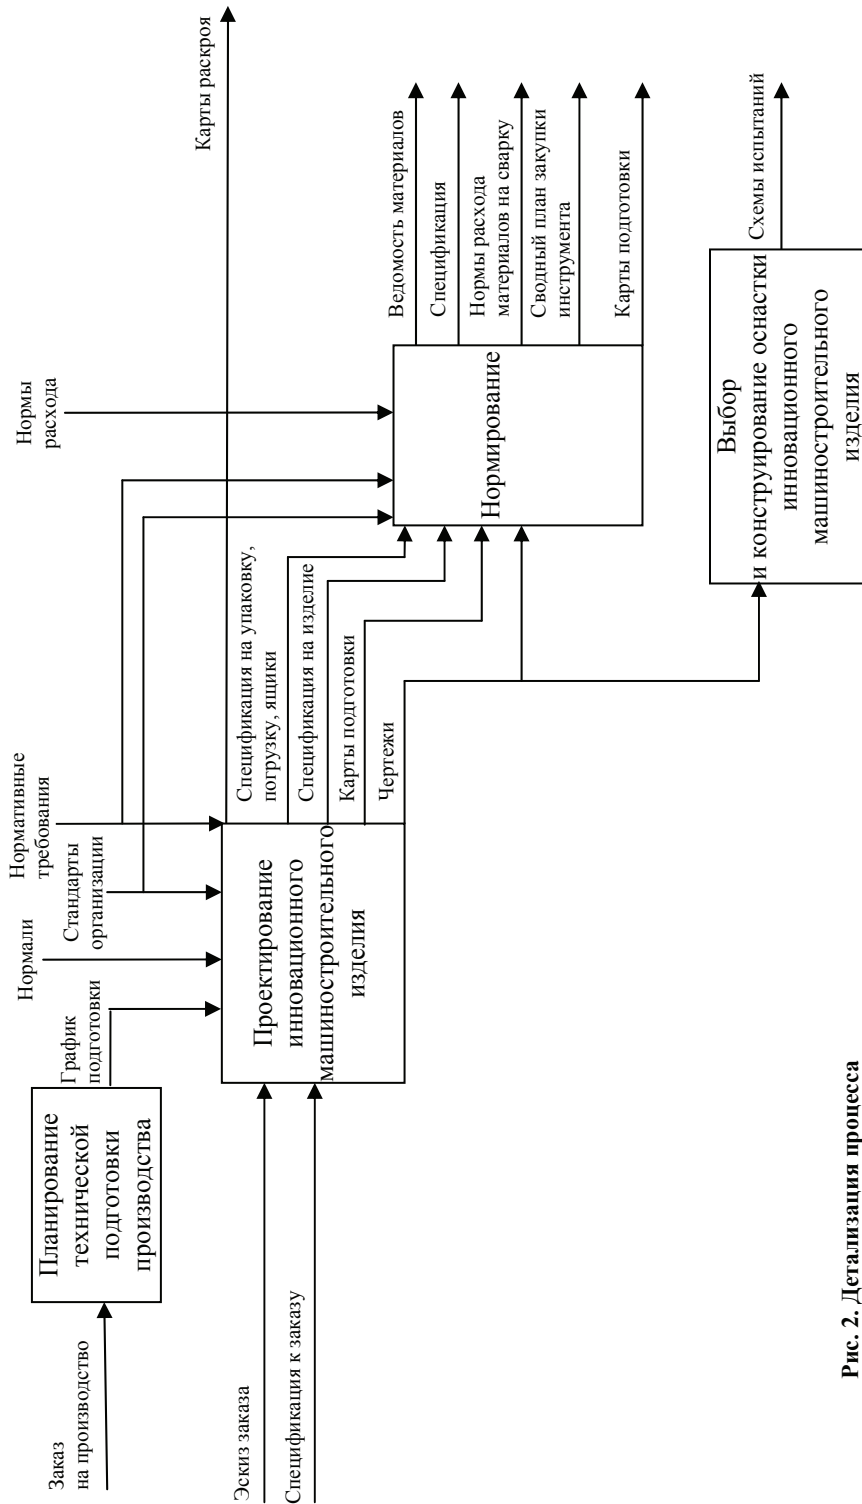 Заказ
на производство
Планирование
технической
подготовки
производства
График
подготовки
Нормали
Стандарты
организации
Нормативные
требования
Нормы
расхода
Карты раскроя
Эскиз заказа
Спецификация к заказу
Проектирование
инновационного
машиностроительного
изделия
Спецификация на упаковку,
погрузку, ящики
Спецификация на изделие
Карты подготовки
Чертежи
Нормирование
Ведомость материалов
Спецификация
Нормы расхода
материалов на сварку
Сводный план закупки
инструмента
Карты подготовки
Выбор
и конструирование оснастки
инновационного
машиностроительного
изделия
Схемы испытаний
Рис. 2. Детализация процесса